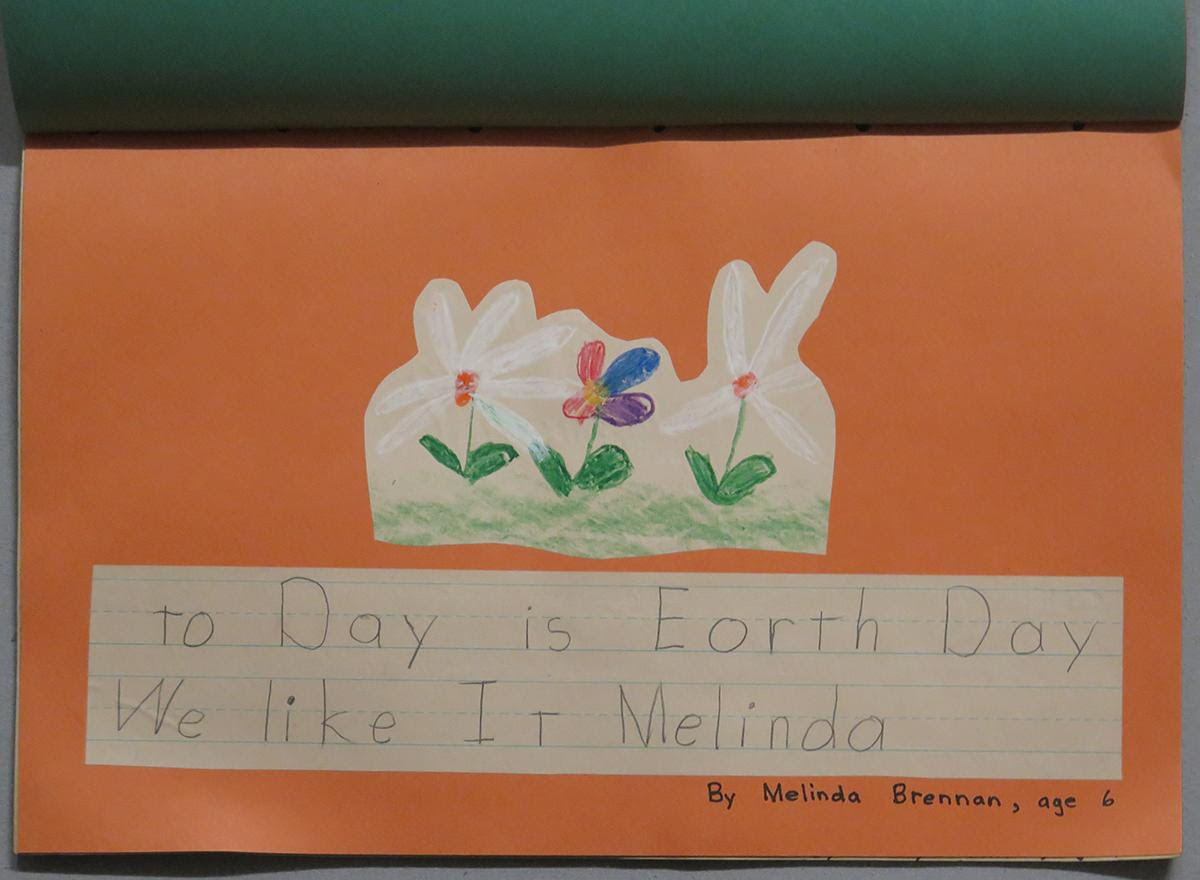 to Day is Eorth Day
We like It Melinda
By Melinda Brennan, age 6